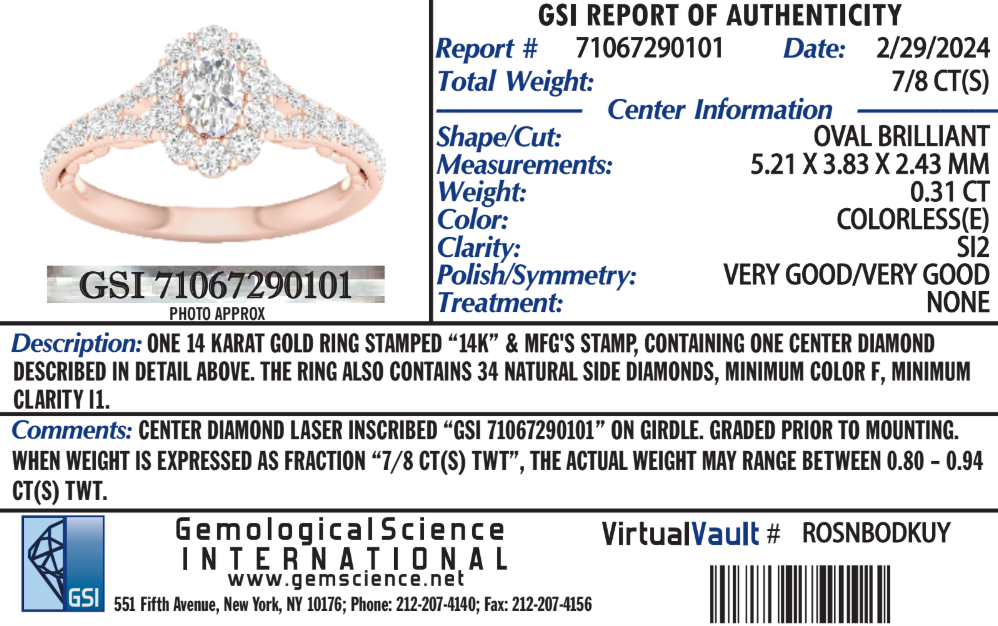 GSI REPORT OF AUTHENTICITY
Report # 71067290101 Date: 2/29/2024
Total Weight: 7/8 CT(S)
Center Information
Shape/Cut: OVAL BRILLIANT
Measurements: 5.21 X 3.83 X 2.43 MM
Weight: 0.31 CT
Color: COLORLESS(E)
Clarity: SI2
Polish/Symmetry: VERY GOOD/VERY GOOD
Treatment: NONE
GSI 71067290101
PHOTO APPROX
Description: ONE 14 KARAT GOLD RING STAMPED “14K” & MFG'S STAMP, CONTAINING ONE CENTER DIAMOND
DESCRIBED IN DETAIL ABOVE. THE RING ALSO CONTAINS 34 NATURAL SIDE DIAMONDS, MINIMUM COLOR F, MINIMUM
CLARITY I1.
Comments: CENTER DIAMOND LASER INSCRIBED “GSI 71067290101” ON GIRDLE. GRADED PRIOR TO MOUNTING.
WHEN WEIGHT IS EXPRESSED AS FRACTION “7/8 CT(S) TWT”, THE ACTUAL WEIGHT MAY RANGE BETWEEN 0.80 – 0.94
CT(S) TWT.
GSI
GemologicalScience
INTERNATIONAL
www.gemscience.net
551 Fifth Avenue, New York, NY 10176; Phone: 212-207-4140; Fax: 212-207-4156
VirtualVault # ROSNBODKUY